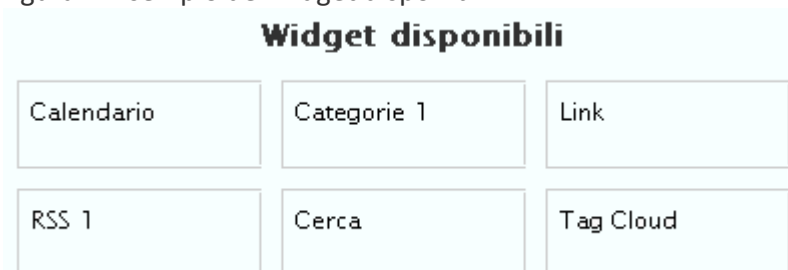 Widget disponibili
Calendario
Categorie 1
Link
RSS 1
Cerca
Tag Cloud